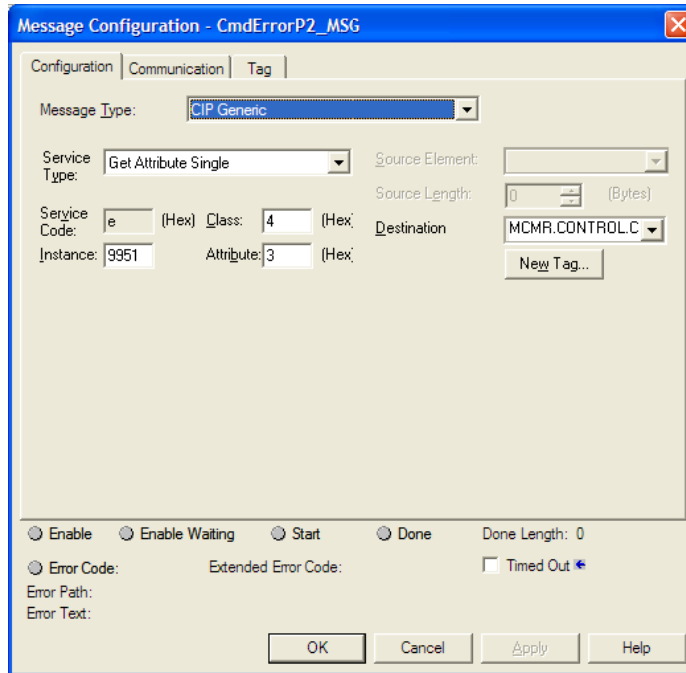 Message Configuration - CmdErrorP2_MSG
Configuration Communication Tag
Message Type: CIP Generic
Service Type: Get Attribute Single Source Element:
Source Length: 0 (Bytes)
Service Code: e (Hex) Class: 4 (Hex) Destination MCMR.CONTROL.C
Instance: 9951 Attribute: 3 (Hex)
New Tag...
Enable Enable Waiting Start Done Done Length: 0
Error Code: Extended Error Code: Timed Out
Error Path:
Error Text:
OK Cancel Apply Help